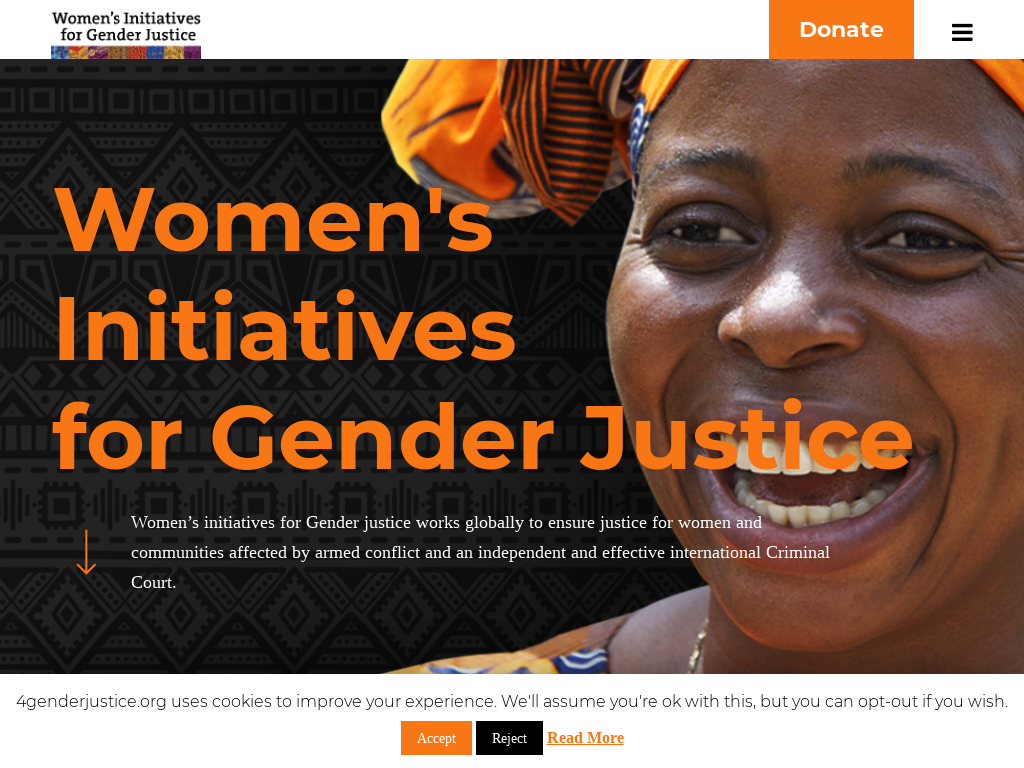 Women's Initiatives
for Gender Justice
Donate
Women's
Initiatives
for Gender Justice
Women’s initiatives for Gender justice works globally to ensure justice for women and
communities affected by armed conflict and an independent and effective international Criminal
Court.
4genderjustice.org uses cookies to improve your experience. We'll assume you're ok with this, but you can opt-out if you wish.
Accept Reject Read More